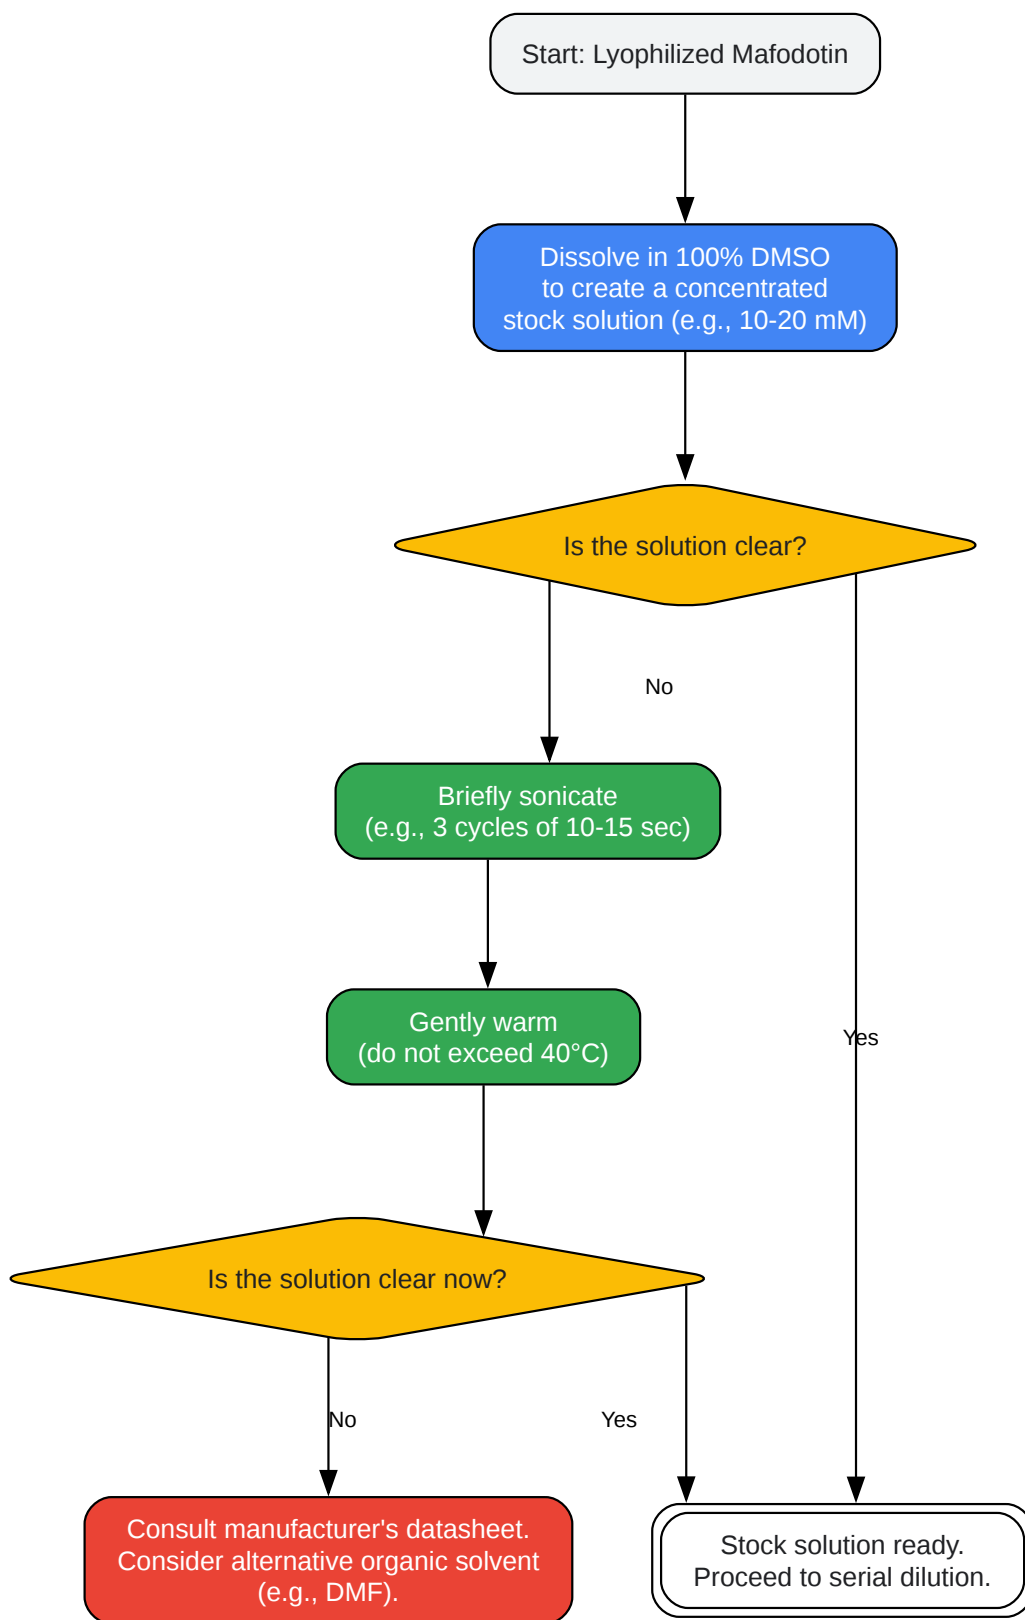 Start: Lyophilized Mafodotin
Dissolve in 100% DMSO
to create a concentrated
stock solution (e.g., 10-20 mM)
Is the solution clear?
No
Briefly sonicate
(e.g., 3 cycles of 10-15 sec)
Gently warm
(do not exceed 40°C)
Yes
Is the solution clear now?
No
Yes
Consult manufacturer's datasheet.
Consider alternative organic solvent
(e.g., DMF).
Stock solution ready.
Proceed to serial dilution.